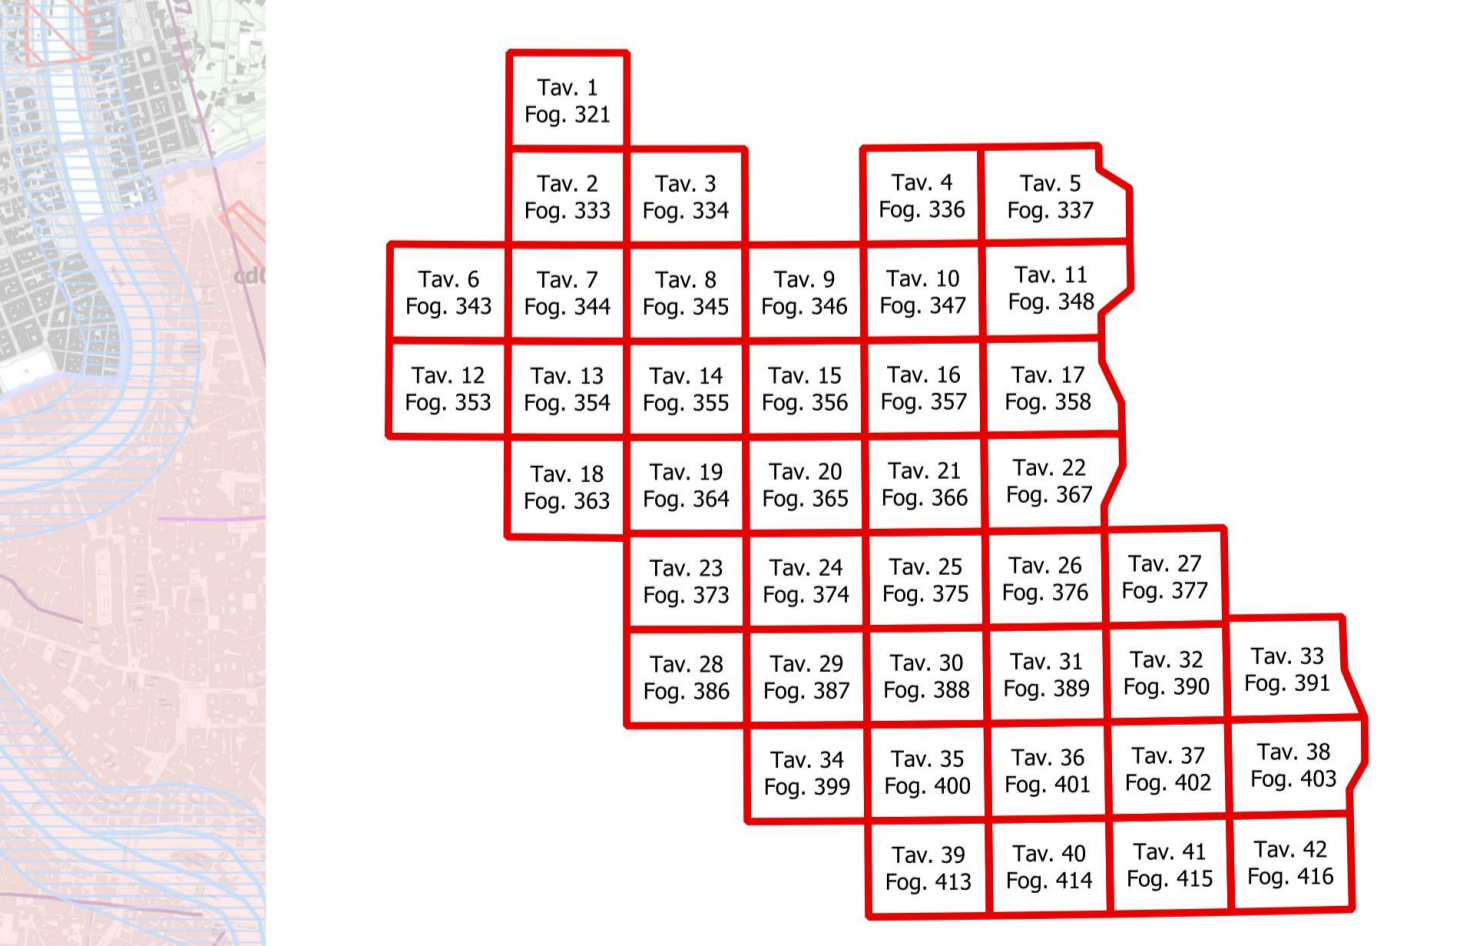 Tav. 1
Fog. 321
Tav. 2
Fog. 333
Tav. 3
Fog. 334
Tav. 4
Fog. 336
Tav. 5
Fog. 337
Tav. 6
Fog. 343
Tav. 7
Fog. 344
Tav. 8
Fog. 345
Tav. 9
Fog. 346
Tav. 10
Fog. 347
Tav. 11
Fog. 348
Tav. 12
Fog. 353
Tav. 13
Fog. 354
Tav. 14
Fog. 355
Tav. 15
Fog. 356
Tav. 16
Fog. 357
Tav. 17
Fog. 358
Tav. 18
Fog. 363
Tav. 19
Fog. 364
Tav. 20
Fog. 365
Tav. 21
Fog. 366
Tav. 22
Fog. 367
Tav. 23
Fog. 373
Tav. 24
Fog. 374
Tav. 25
Fog. 375
Tav. 26
Fog. 376
Tav. 27
Fog. 377
Tav. 28
Fog. 386
Tav. 29
Fog. 387
Tav. 30
Fog. 388
Tav. 31
Fog. 389
Tav. 32
Fog. 390
Tav. 33
Fog. 391
Tav. 34
Fog. 399
Tav. 35
Fog. 400
Tav. 36
Fog. 401
Tav. 37
Fog. 402
Tav. 38
Fog. 403
Tav. 39
Fog. 413
Tav. 40
Fog. 414
Tav. 41
Fog. 415
Tav. 42
Fog. 416